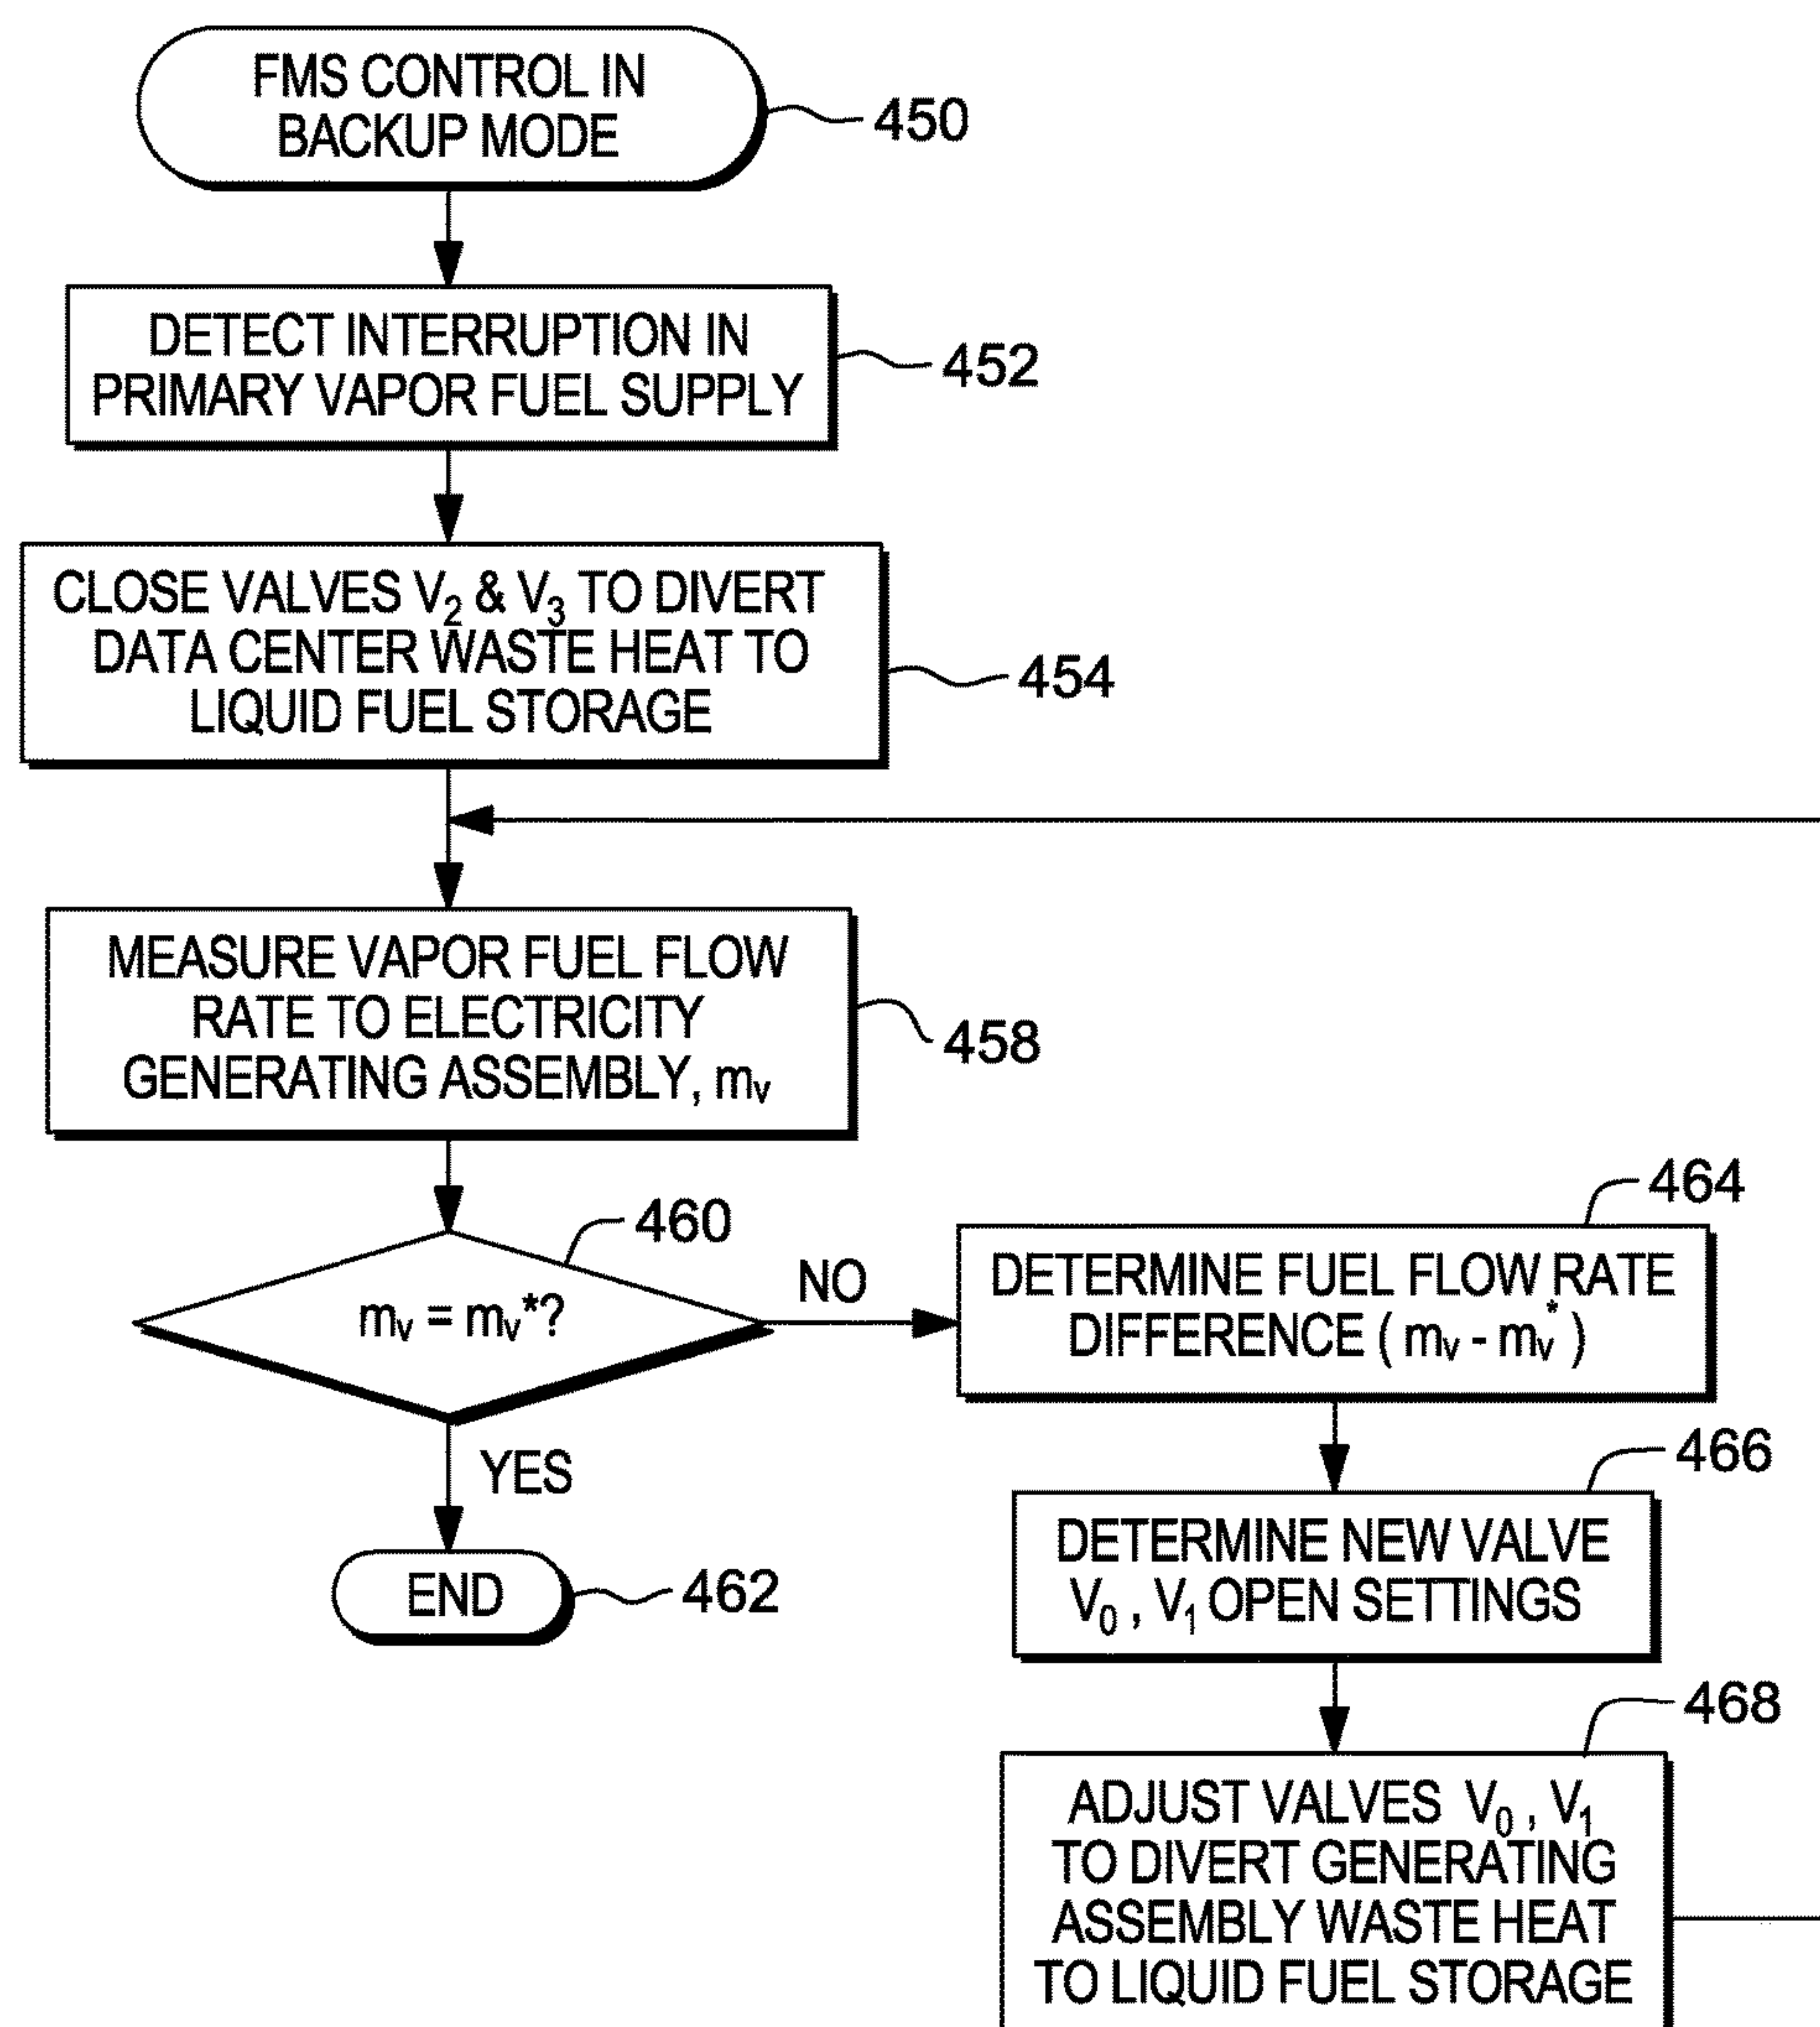 FMS CONTROL IN
BACKUP MODE
450
DETECT INTERRUPTION IN
PRIMARY VAPOR FUEL SUPPLY
452
CLOSE VALVES V₂ & V₃ TO DIVERT
DATA CENTER WASTE HEAT TO
LIQUID FUEL STORAGE
454
MEASURE VAPOR FUEL FLOW
RATE TO ELECTRICITY
GENERATING ASSEMBLY, mᵥ
458
460
mᵥ = mᵥ*?
NO
YES
END
462
464
DETERMINE FUEL FLOW RATE
DIFFERENCE ( mᵥ - mᵥ* )
466
DETERMINE NEW VALVE
V₀ , V₁ OPEN SETTINGS
468
ADJUST VALVES V₀ , V₁
TO DIVERT GENERATING
ASSEMBLY WASTE HEAT
TO LIQUID FUEL STORAGE